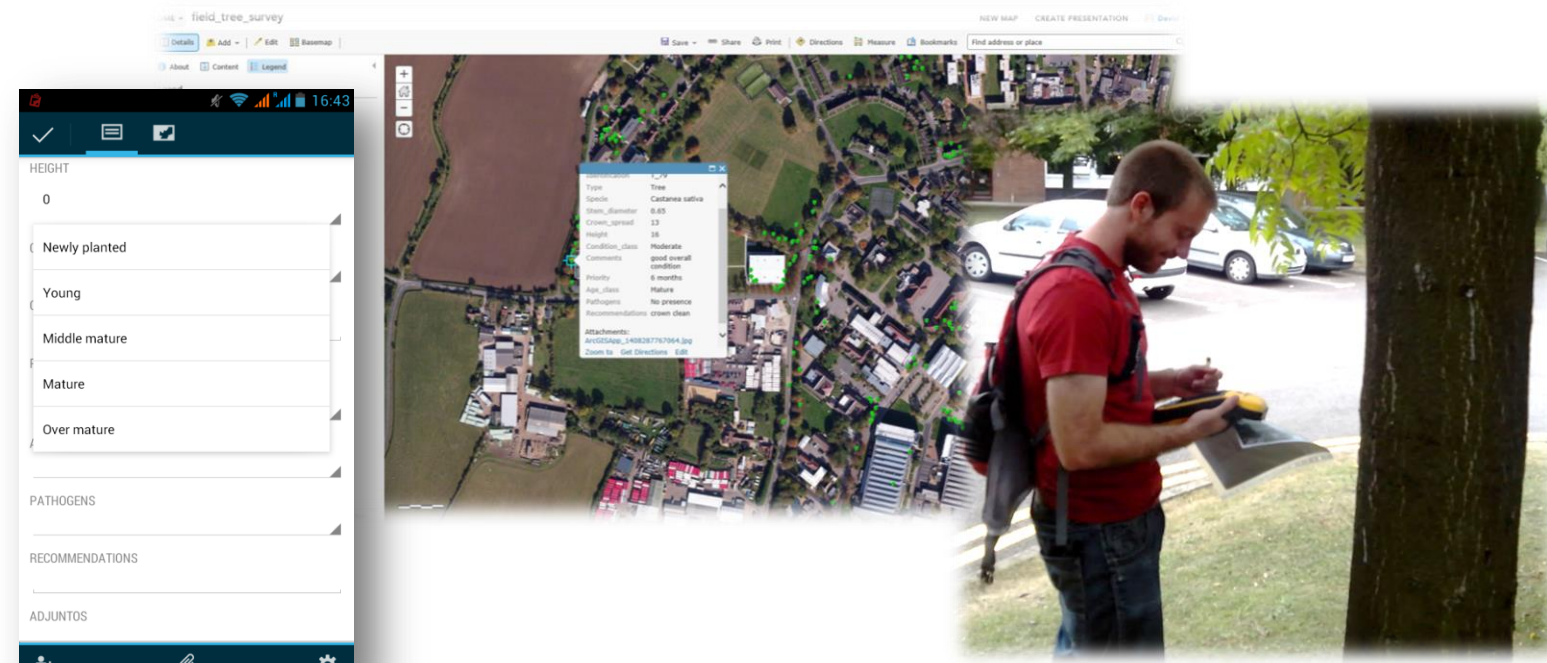 field_tree_survey
NEW MAP CREATE PRESENTATION
Details Add Edit Basemap
Save Share Print Directions Measure Bookmarks Find address or place
About Content Legend
16:43
HEIGHT
0
Newly planted
Young
Middle mature
Mature
Over mature
PATHOGENS
RECOMMENDATIONS
ADJUNTOS
Identification
Type Tree
Specie Castanea sativa
Stem_diameter 0.65
Crown_spread 13
Height 16
Condition_class Moderate
Comments good overall
condition
Priority 6 months
Age_class Mature
Pathogens No presence
Recommendations crown clean
Attachments:
ArcGISApp_1408287767064.jpg
Zoom to Get Directions Edit